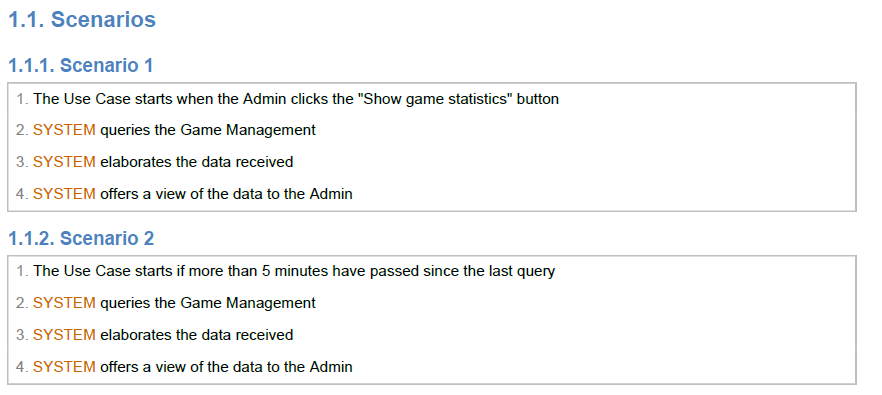 1.1. Scenarios
1.1.1. Scenario 1
1. The Use Case starts when the Admin clicks the "Show game statistics" button
2. SYSTEM queries the Game Management
3. SYSTEM elaborates the data received
4. SYSTEM offers a view of the data to the Admin
1.1.2. Scenario 2
1. The Use Case starts if more than 5 minutes have passed since the last query
2. SYSTEM queries the Game Management
3. SYSTEM elaborates the data received
4. SYSTEM offers a view of the data to the Admin